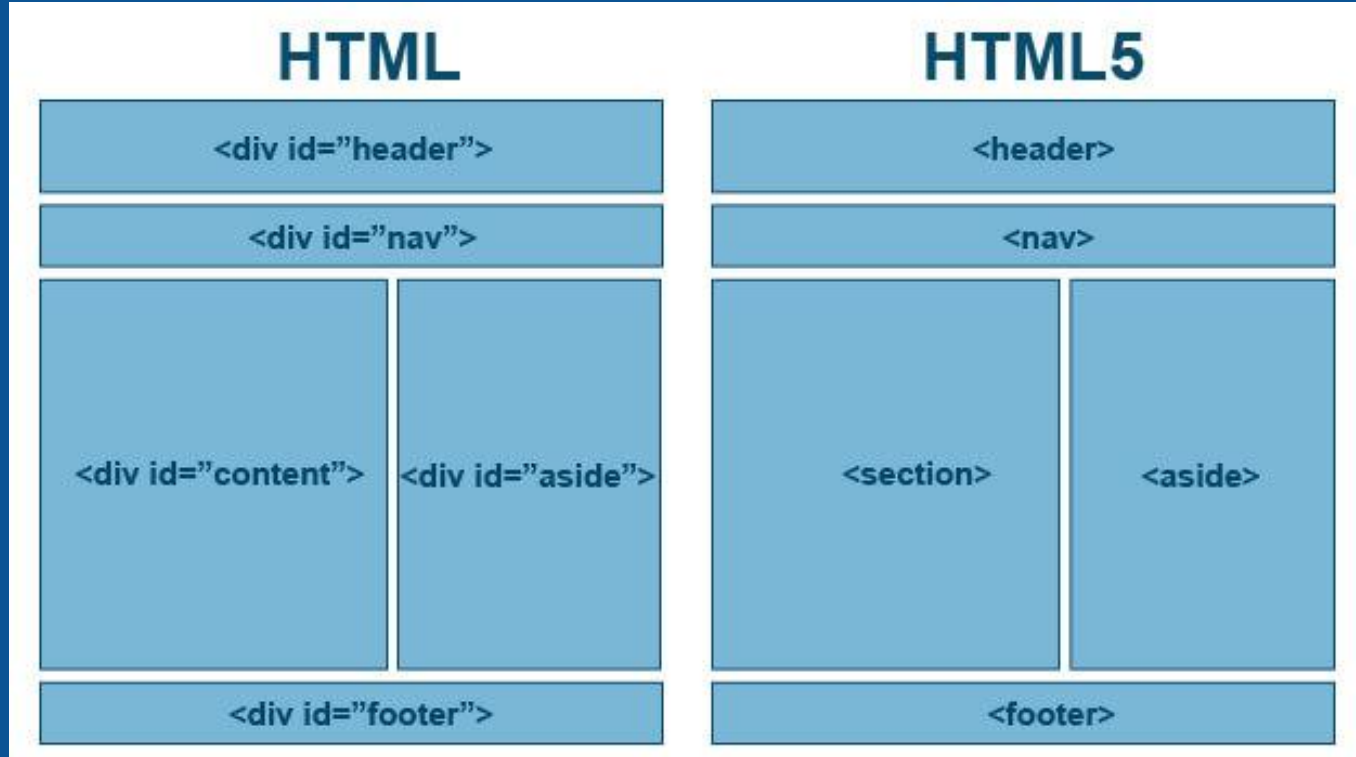 HTML
<div id=”header”>
<div id=”nav”>
<div id=”content”>
<div id=”aside”>
<div id=”footer”>
HTML5
<header>
<nav>
<section>
<aside>
<footer>